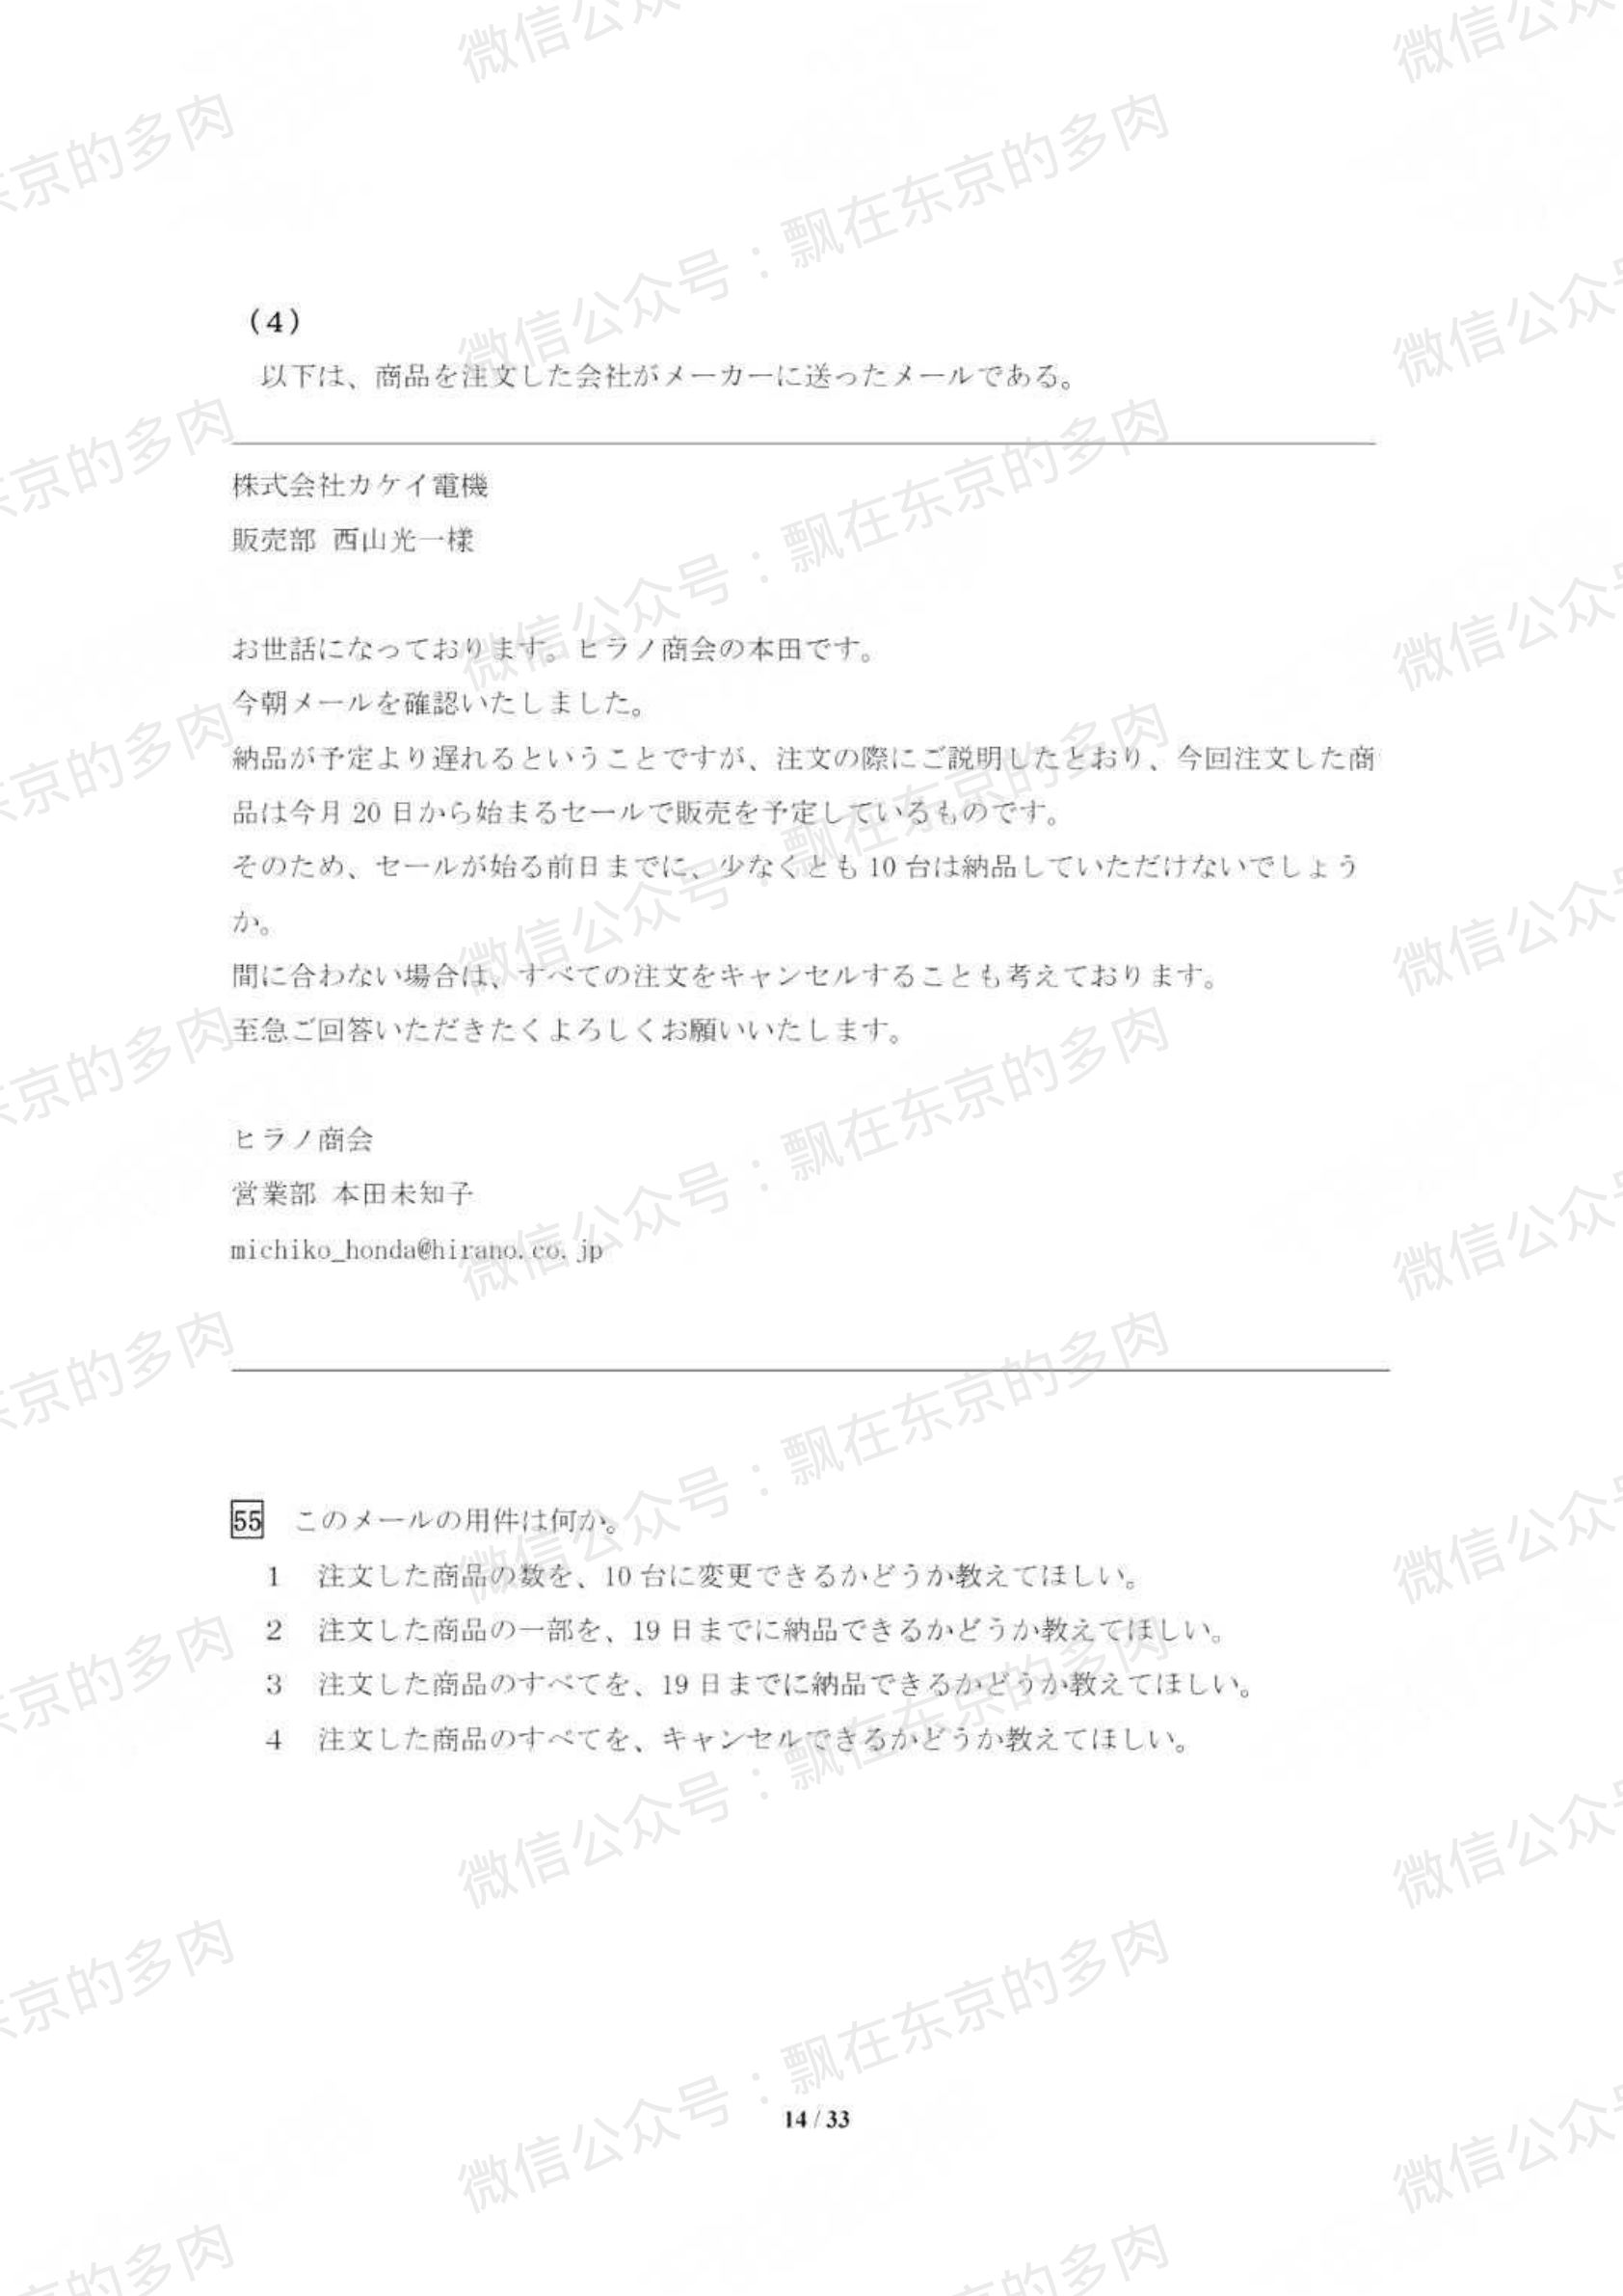 (4)
以下は、商品を注文した会社がメーカーに送ったメールである。
株式会社カケイ電機
販売部 西山光一様
お世話になっております。ヒラノ商会の本田です。
今朝メールを確認いたしました。
納品が予定より遅れるということですが、注文の際にご説明したとおり、今回注文した商
品は今月 20 日から始まるセールで販売を予定しているものです。
そのため、セールが始る前日までに、少なくとも 10 台は納品していただけないでしょう
か。
間に合わない場合は、すべての注文をキャンセルすることも考えております。
至急ご回答いただきたくよろしくお願いいたします。
ヒラノ商会
営業部 本田未知子
michiko_honda@hirano.co.jp
55 このメールの用件は何か。
1 注文した商品の数を、10 台に変更できるかどうか教えてほしい。
2 注文した商品の一部を、19 日までに納品できるかどうか教えてほしい。
3 注文した商品のすべてを、19 日までに納品できるかどうか教えてほしい。
4 注文した商品のすべてを、キャンセルできるかどうか教えてほしい。
14 / 33
微信公众号：飘在东京的多肉